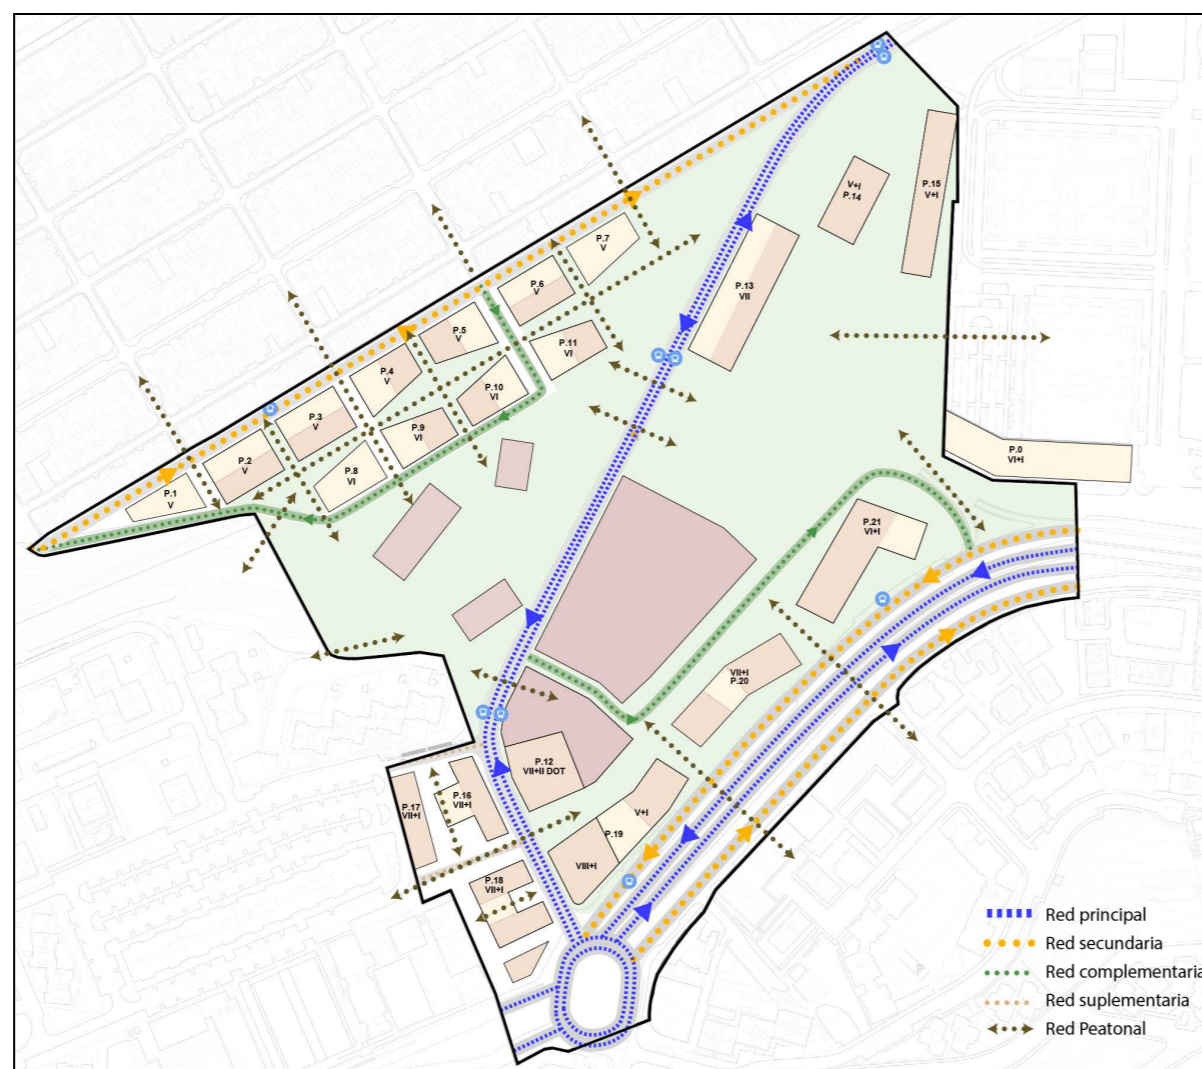 P.15
V+I
V+I
P.14
P.7
V
P.6
V
P.13
VII
P.5
V
P.11
VI
P.4
V
P.10
VI
P.3
V
P.9
VI
P.2
V
P.8
VI
P.1
V
P.0
VI+I
P.21
VI+I
VII+I
P.20
P.12
VII+II DOT
P.16
VII+I
P.17
VII+I
V+I
P.19
VIII+I
P.18
VII+I
Red principal
Red secundaria
Red complementaria
Red suplementaria
Red Peatonal